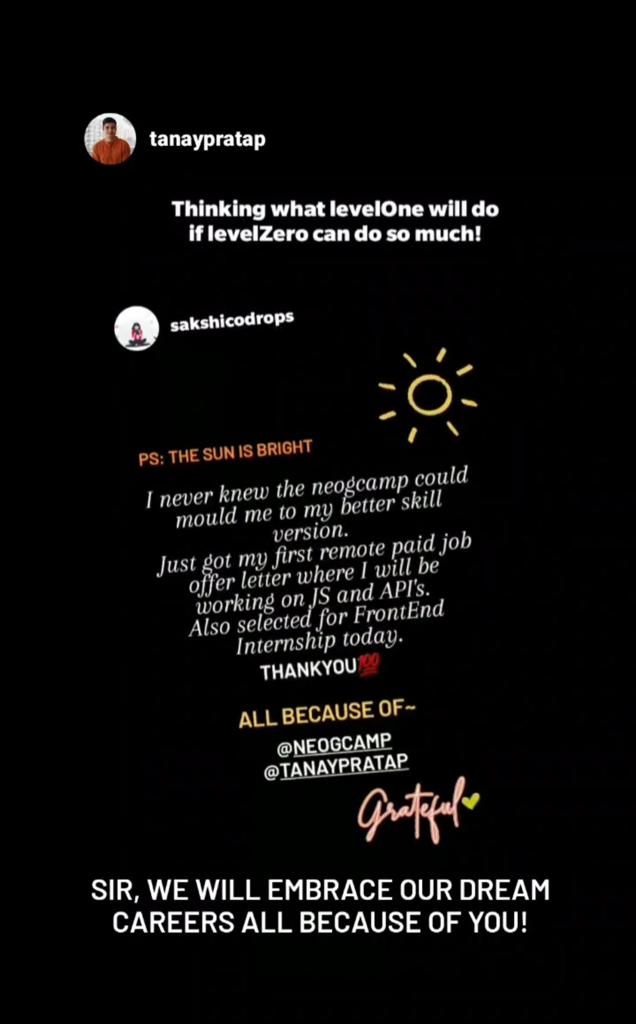 tanaypratap
Thinking what levelOne will do
if levelZero can do so much!
sakshicodrops
PS: THE SUN IS BRIGHT
I never knew the neogcamp could
mould me to my better skill
version.
Just got my first remote paid job
offer letter where I will be
working on JS and API's.
Also selected for FrontEnd
Internship today.
THANKYOU💯
ALL BECAUSE OF~
@NEOGCAMP
@TANAYPRATAP
Grateful
SIR, WE WILL EMBRACE OUR DREAM
CAREERS ALL BECAUSE OF YOU!